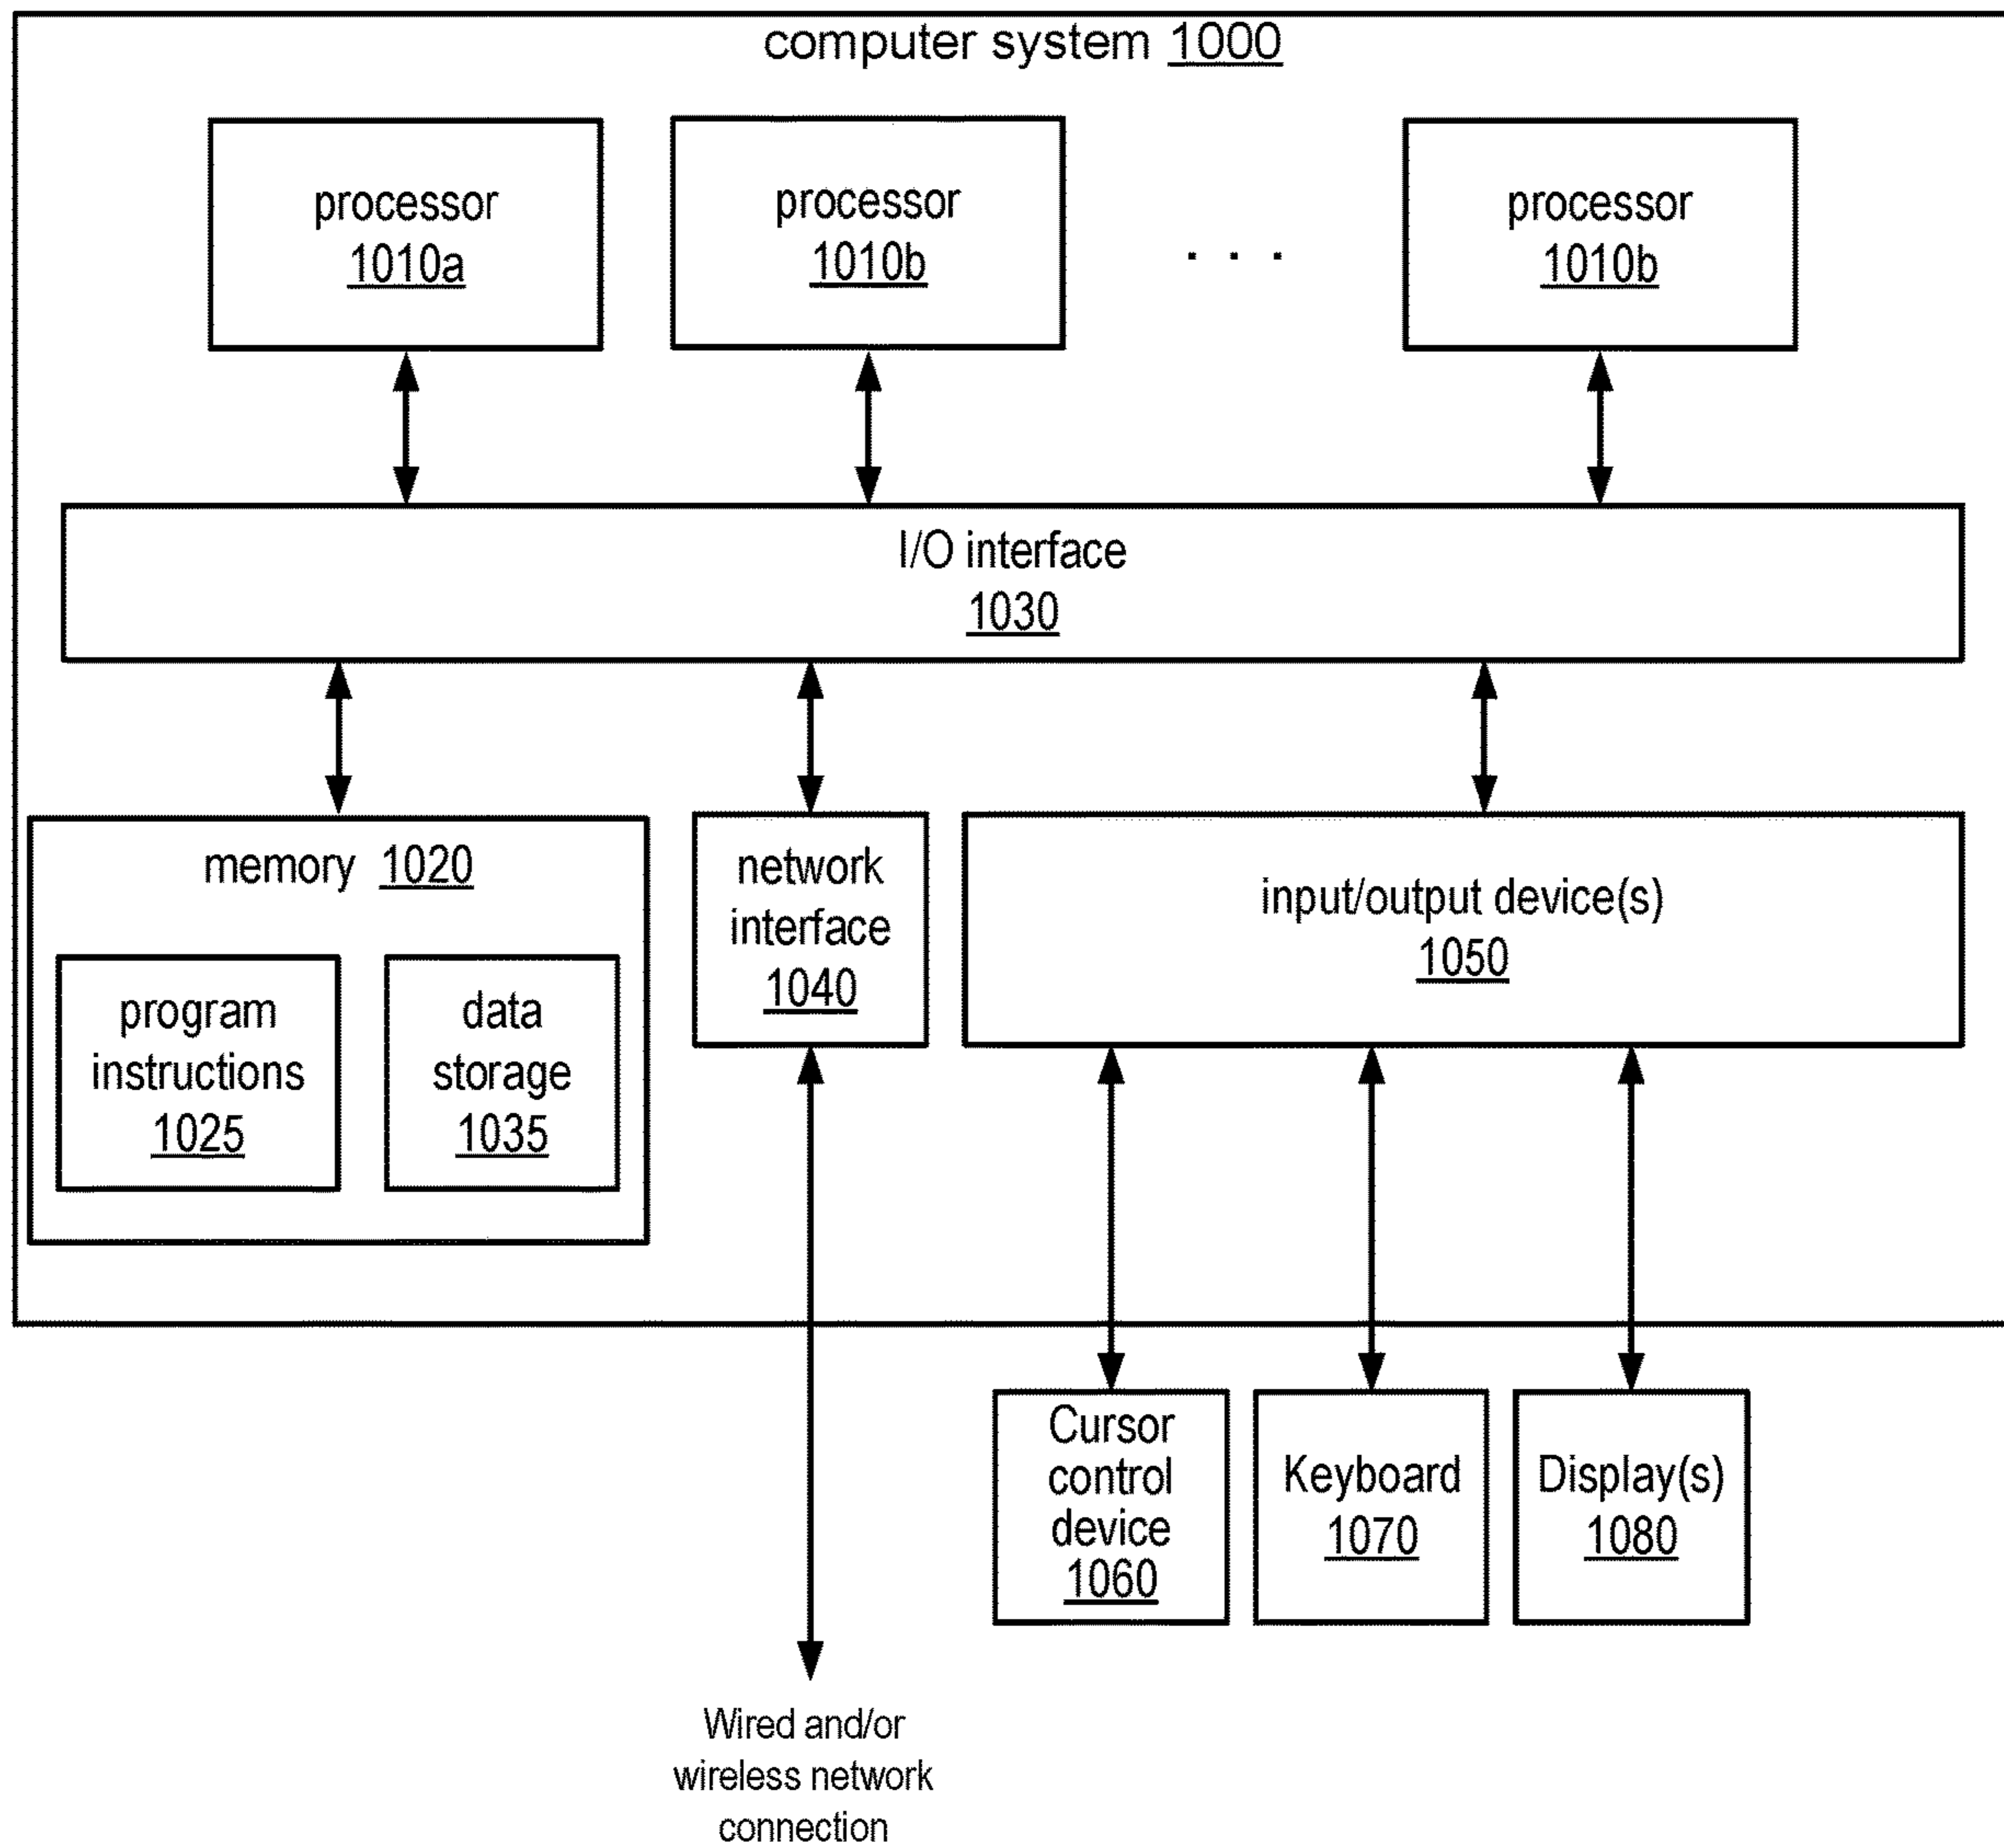 computer system 1000
processor
1010a
processor
1010b
. . .
processor
1010b
I/O interface
1030
memory 1020
program
instructions
1025
data
storage
1035
network
interface
1040
input/output device(s)
1050
Cursor
control
device
1060
Keyboard
1070
Display(s)
1080
Wired and/or
wireless network
connection